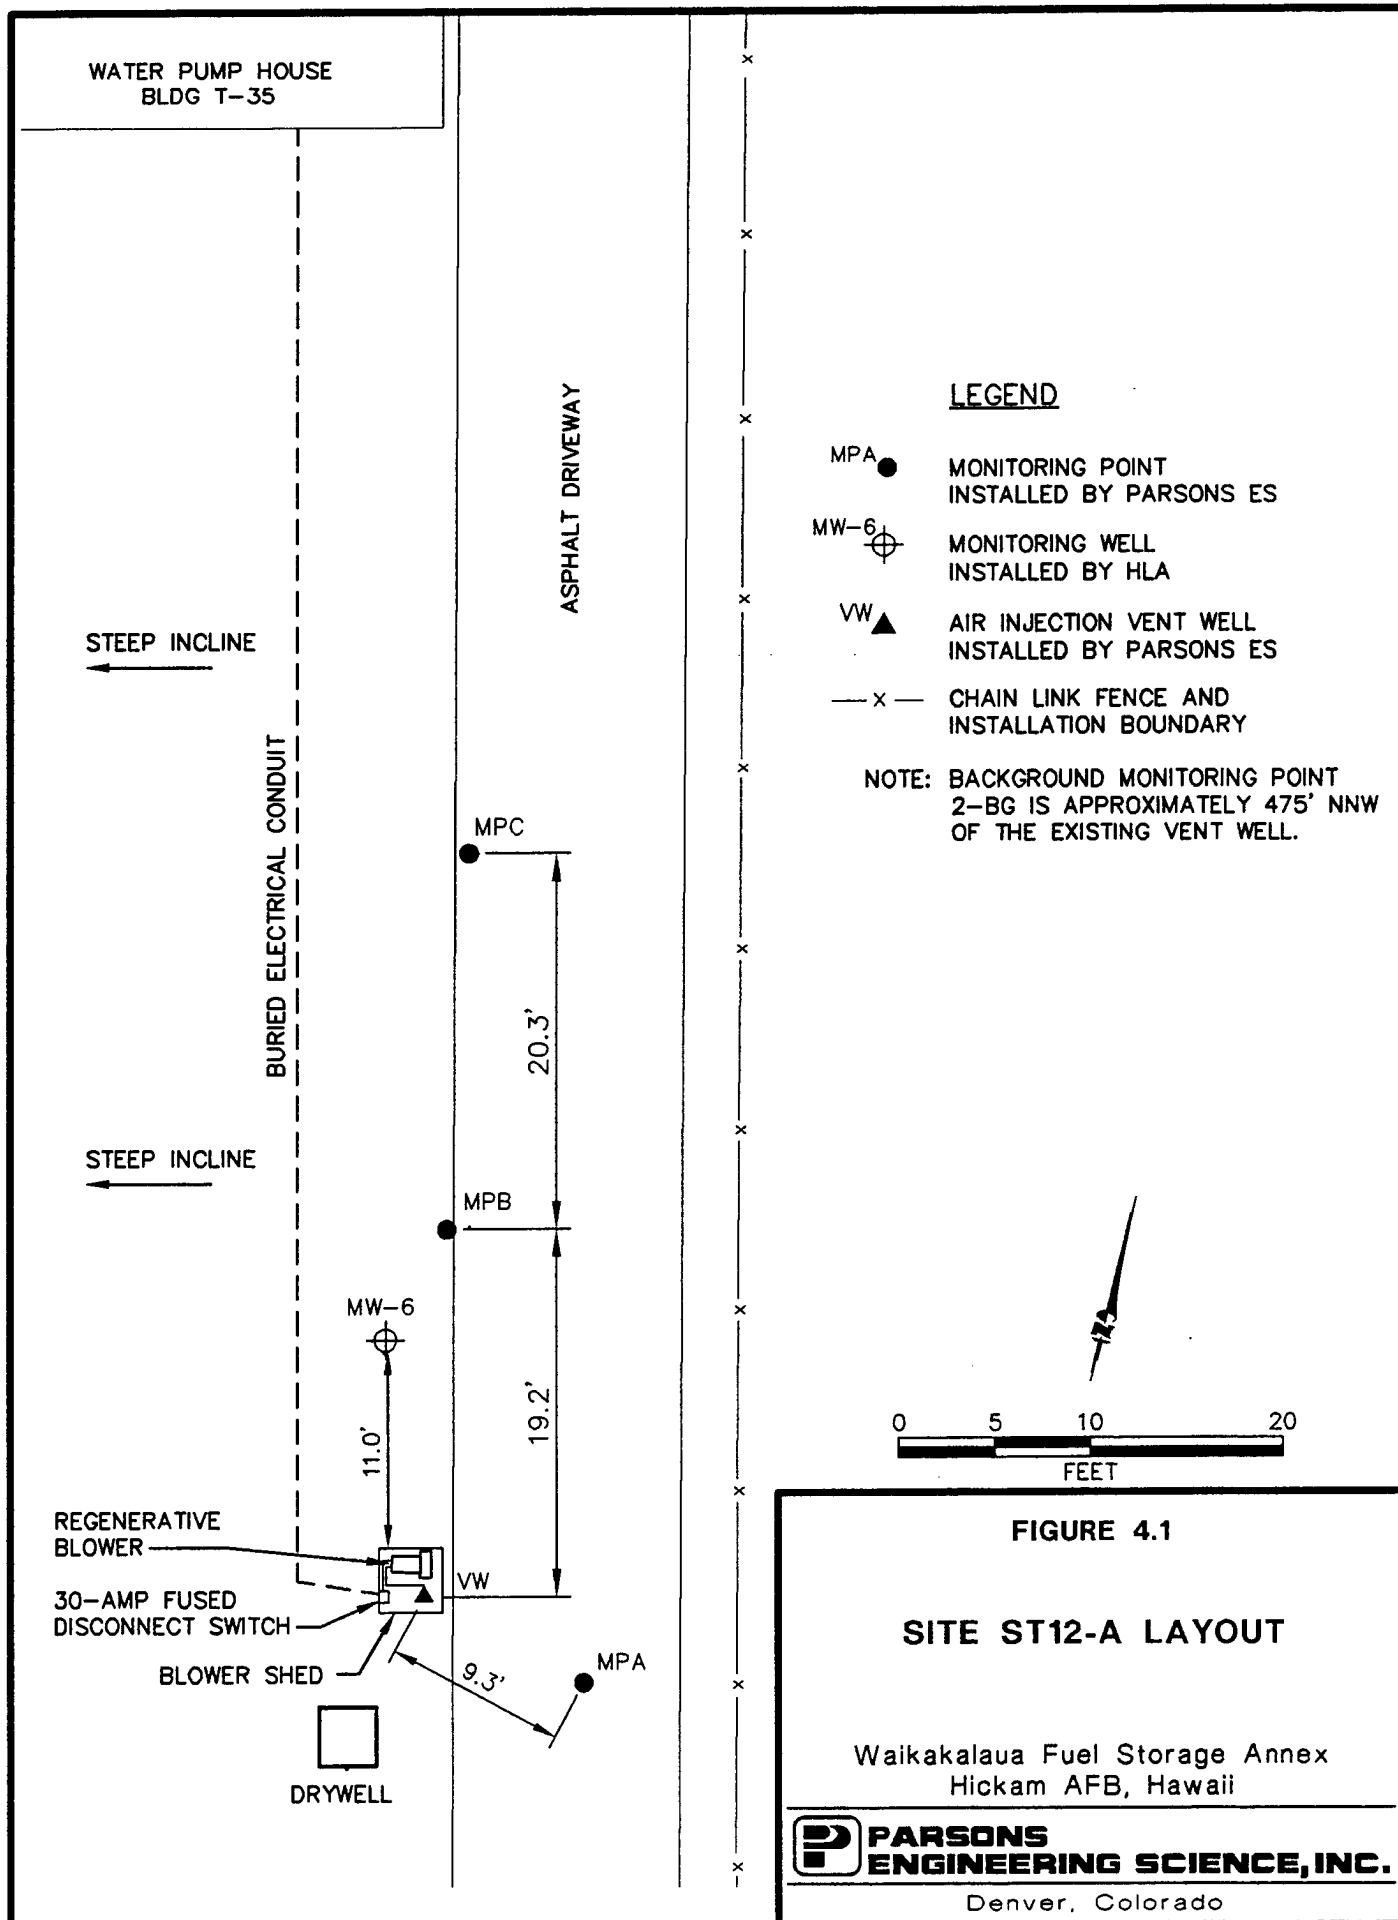 WATER PUMP HOUSE
BLDG T-35
ASPHALT DRIVEWAY
LEGEND
MPA
MONITORING POINT
INSTALLED BY PARSONS ES
MW-6
MONITORING WELL
INSTALLED BY HLA
VW
AIR INJECTION VENT WELL
INSTALLED BY PARSONS ES
x
CHAIN LINK FENCE AND
INSTALLATION BOUNDARY
NOTE: BACKGROUND MONITORING POINT
2-BG IS APPROXIMATELY 475' NNW
OF THE EXISTING VENT WELL.
STEEP INCLINE
BURIED ELECTRICAL CONDUIT
MPC
20.3'
STEEP INCLINE
MPB
MW-6
19.2'
11.0'
N
0 5 10 20
FEET
REGENERATIVE
BLOWER
VW
30-AMP FUSED
DISCONNECT SWITCH
BLOWER SHED
9.3'
MPA
DRYWELL
FIGURE 4.1
SITE ST12-A LAYOUT
Waikakalaua Fuel Storage Annex
Hickam AFB, Hawaii
PARSONS
ENGINEERING SCIENCE, INC.
Denver, Colorado